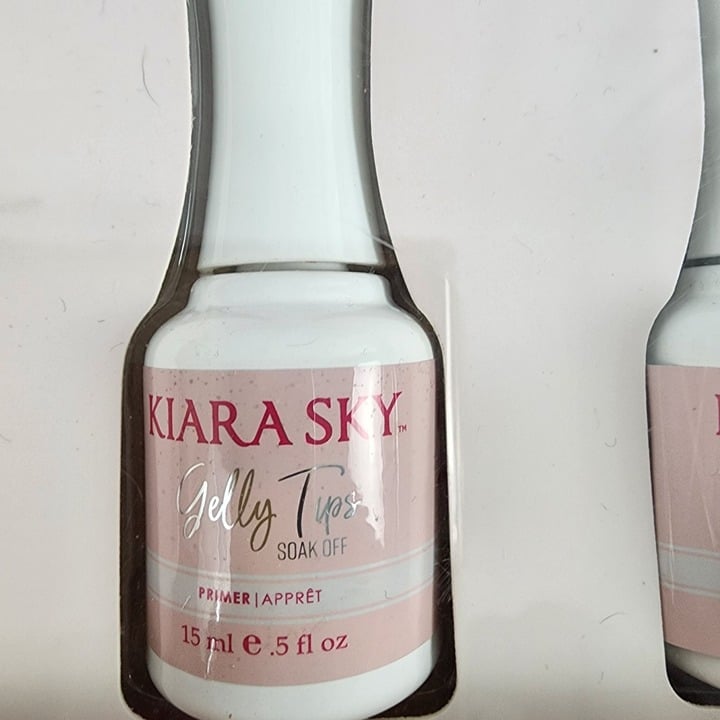 KIARA SKY™
Gelly Tips
SOAK OFF
PRIMER | APPRÊT
15 ml e .5 fl oz